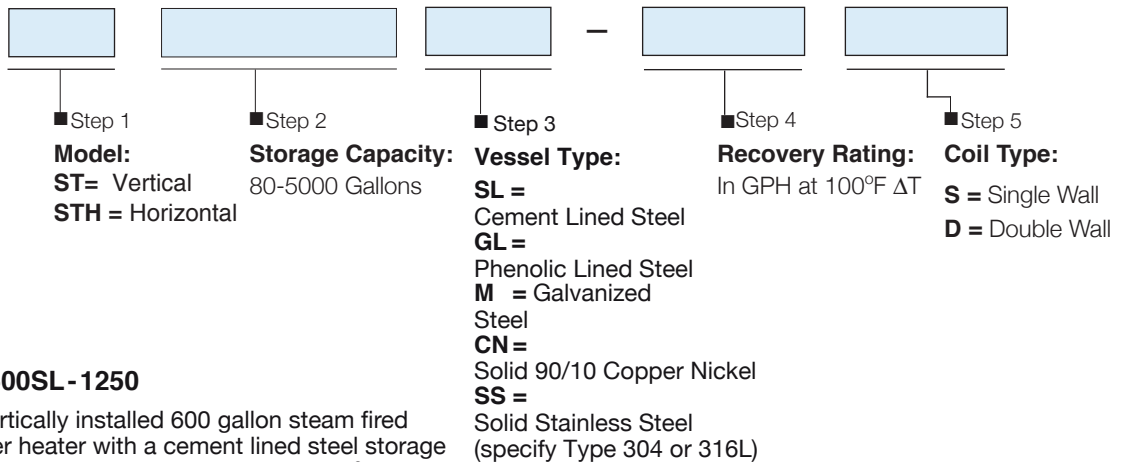 –
■ Step 1
Model:
ST= Vertical
STH = Horizontal
■ Step 2
Storage Capacity:
80-5000 Gallons
■ Step 3
Vessel Type:
SL =
Cement Lined Steel
GL =
Phenolic Lined Steel
M = Galvanized
Steel
CN =
Solid 90/10 Copper Nickel
SS =
Solid Stainless Steel
(specify Type 304 or 316L)
■ Step 4
Recovery Rating:
In GPH at 100°F ΔT
■ Step 5
Coil Type:
S = Single Wall
D = Double Wall
00SL-1250
installed 600 gallon steam fired
heater with a cement lined steel storage